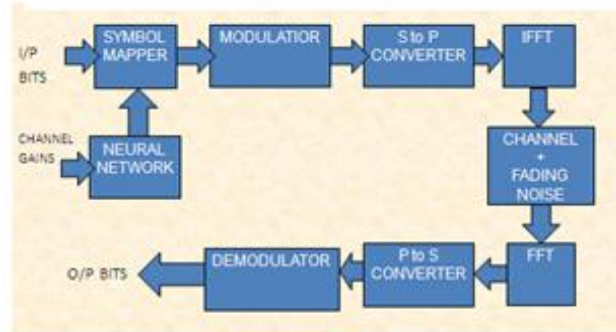 I/P
BITS
SYMBOL
MAPPER
MODULATIOR
S to P
CONVERTER
IFFT
CHANNEL
GAINS
NEURAL
NETWORK
CHANNEL
+
FADING
NOISE
O/P BITS
DEMODULATOR
P to S
CONVERTER
FFT